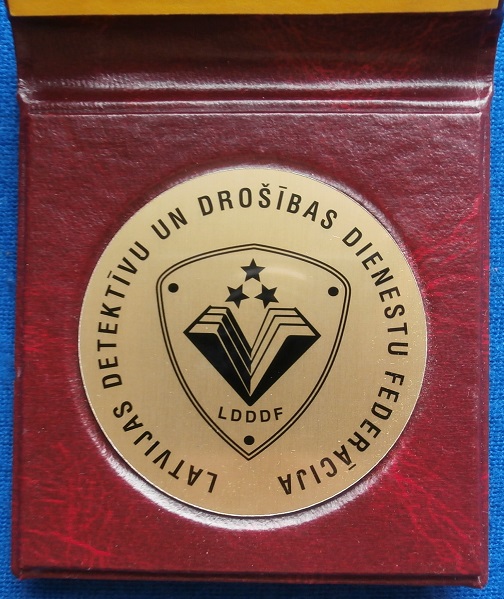 LATVIJAS DETEKTĪVU UN DROŠĪBAS DIENESTU FEDERĀCIJA
LDDDF